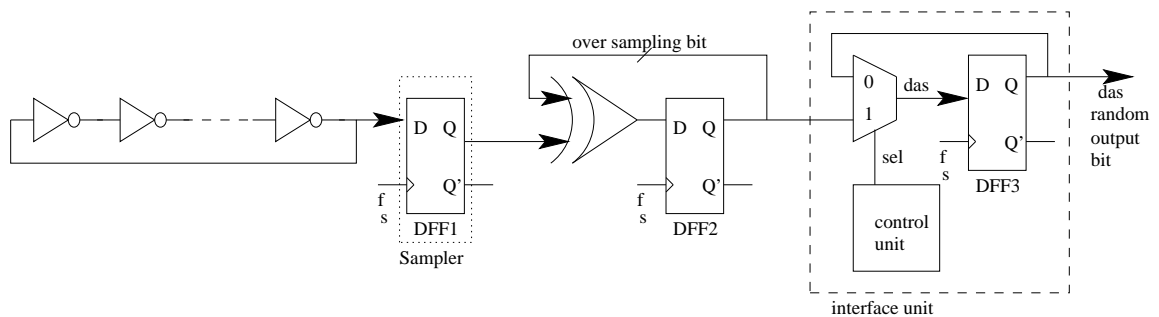 over sampling bit
D Q
Q'
f
s
DFF1
Sampler
D Q
Q'
f
s
DFF2
0
1
das
sel
control
unit
D Q
Q'
f
s
DFF3
das
random
output
bit
interface unit